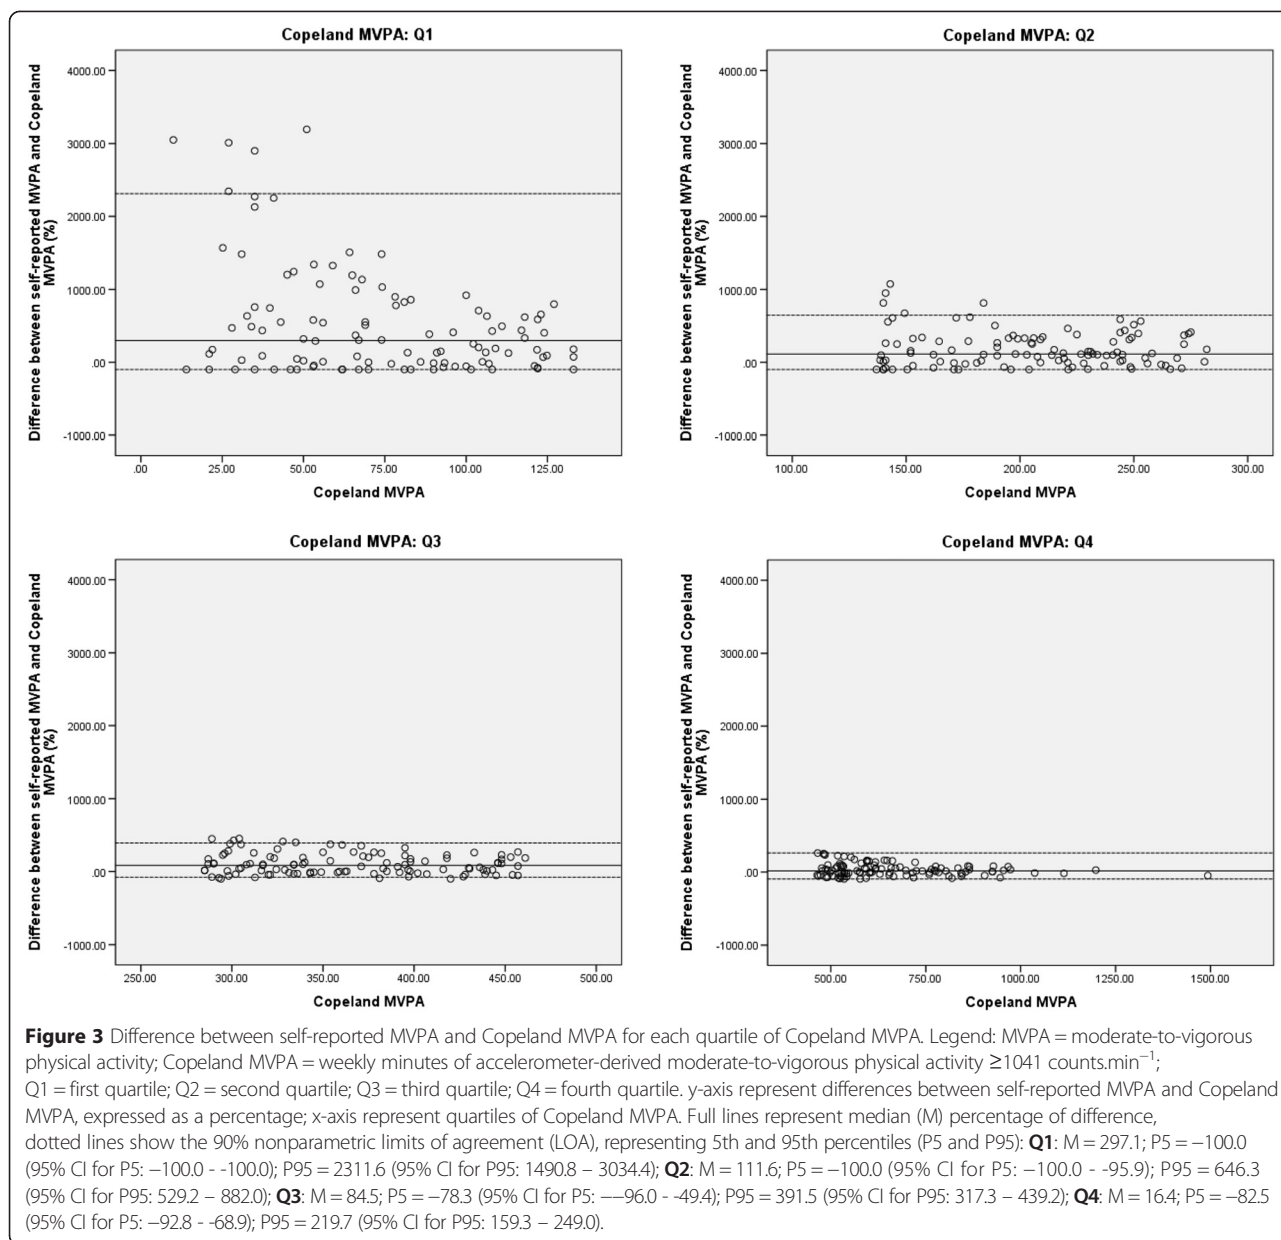 Copeland MVPA: Q1
Difference between self-reported MVPA and Copeland
MVPA (%)
4000.00
3000.00
2000.00
1000.00
.00
-1000.00
.00 25.00 50.00 75.00 100.00 125.00
Copeland MVPA
Copeland MVPA: Q2
Difference between self-reported MVPA and Copeland
MVPA (%)
4000.00
3000.00
2000.00
1000.00
.00
-1000.00
100.00 150.00 200.00 250.00 300.00
Copeland MVPA
Copeland MVPA: Q3
Difference between self-reported MVPA and Copeland
MVPA (%)
4000.00
3000.00
2000.00
1000.00
.00
-1000.00
250.00 300.00 350.00 400.00 450.00 500.00
Copeland MVPA
Copeland MVPA: Q4
Difference between self-reported MVPA and Copeland
MVPA (%)
4000.00
3000.00
2000.00
1000.00
.00
-1000.00
500.00 750.00 1000.00 1250.00 1500.00
Copeland MVPA
Figure 3 Difference between self-reported MVPA and Copeland MVPA for each quartile of Copeland MVPA. Legend: MVPA = moderate-to-vigorous
physical activity; Copeland MVPA = weekly minutes of accelerometer-derived moderate-to-vigorous physical activity ≥1041 counts.min⁻¹;
Q1 = first quartile; Q2 = second quartile; Q3 = third quartile; Q4 = fourth quartile. y-axis represent differences between self-reported MVPA and Copeland
MVPA, expressed as a percentage; x-axis represent quartiles of Copeland MVPA. Full lines represent median (M) percentage of difference,
dotted lines show the 90% nonparametric limits of agreement (LOA), representing 5th and 95th percentiles (P5 and P95): Q1: M = 297.1; P5 = −100.0
(95% CI for P5: −100.0 - -100.0); P95 = 2311.6 (95% CI for P95: 1490.8 – 3034.4); Q2: M = 111.6; P5 = −100.0 (95% CI for P5: −100.0 - -95.9); P95 = 646.3
(95% CI for P95: 529.2 – 882.0); Q3: M = 84.5; P5 = −78.3 (95% CI for P5: −–96.0 - -49.4); P95 = 391.5 (95% CI for P95: 317.3 – 439.2); Q4: M = 16.4; P5 = −82.5
(95% CI for P5: −92.8 - -68.9); P95 = 219.7 (95% CI for P95: 159.3 – 249.0).